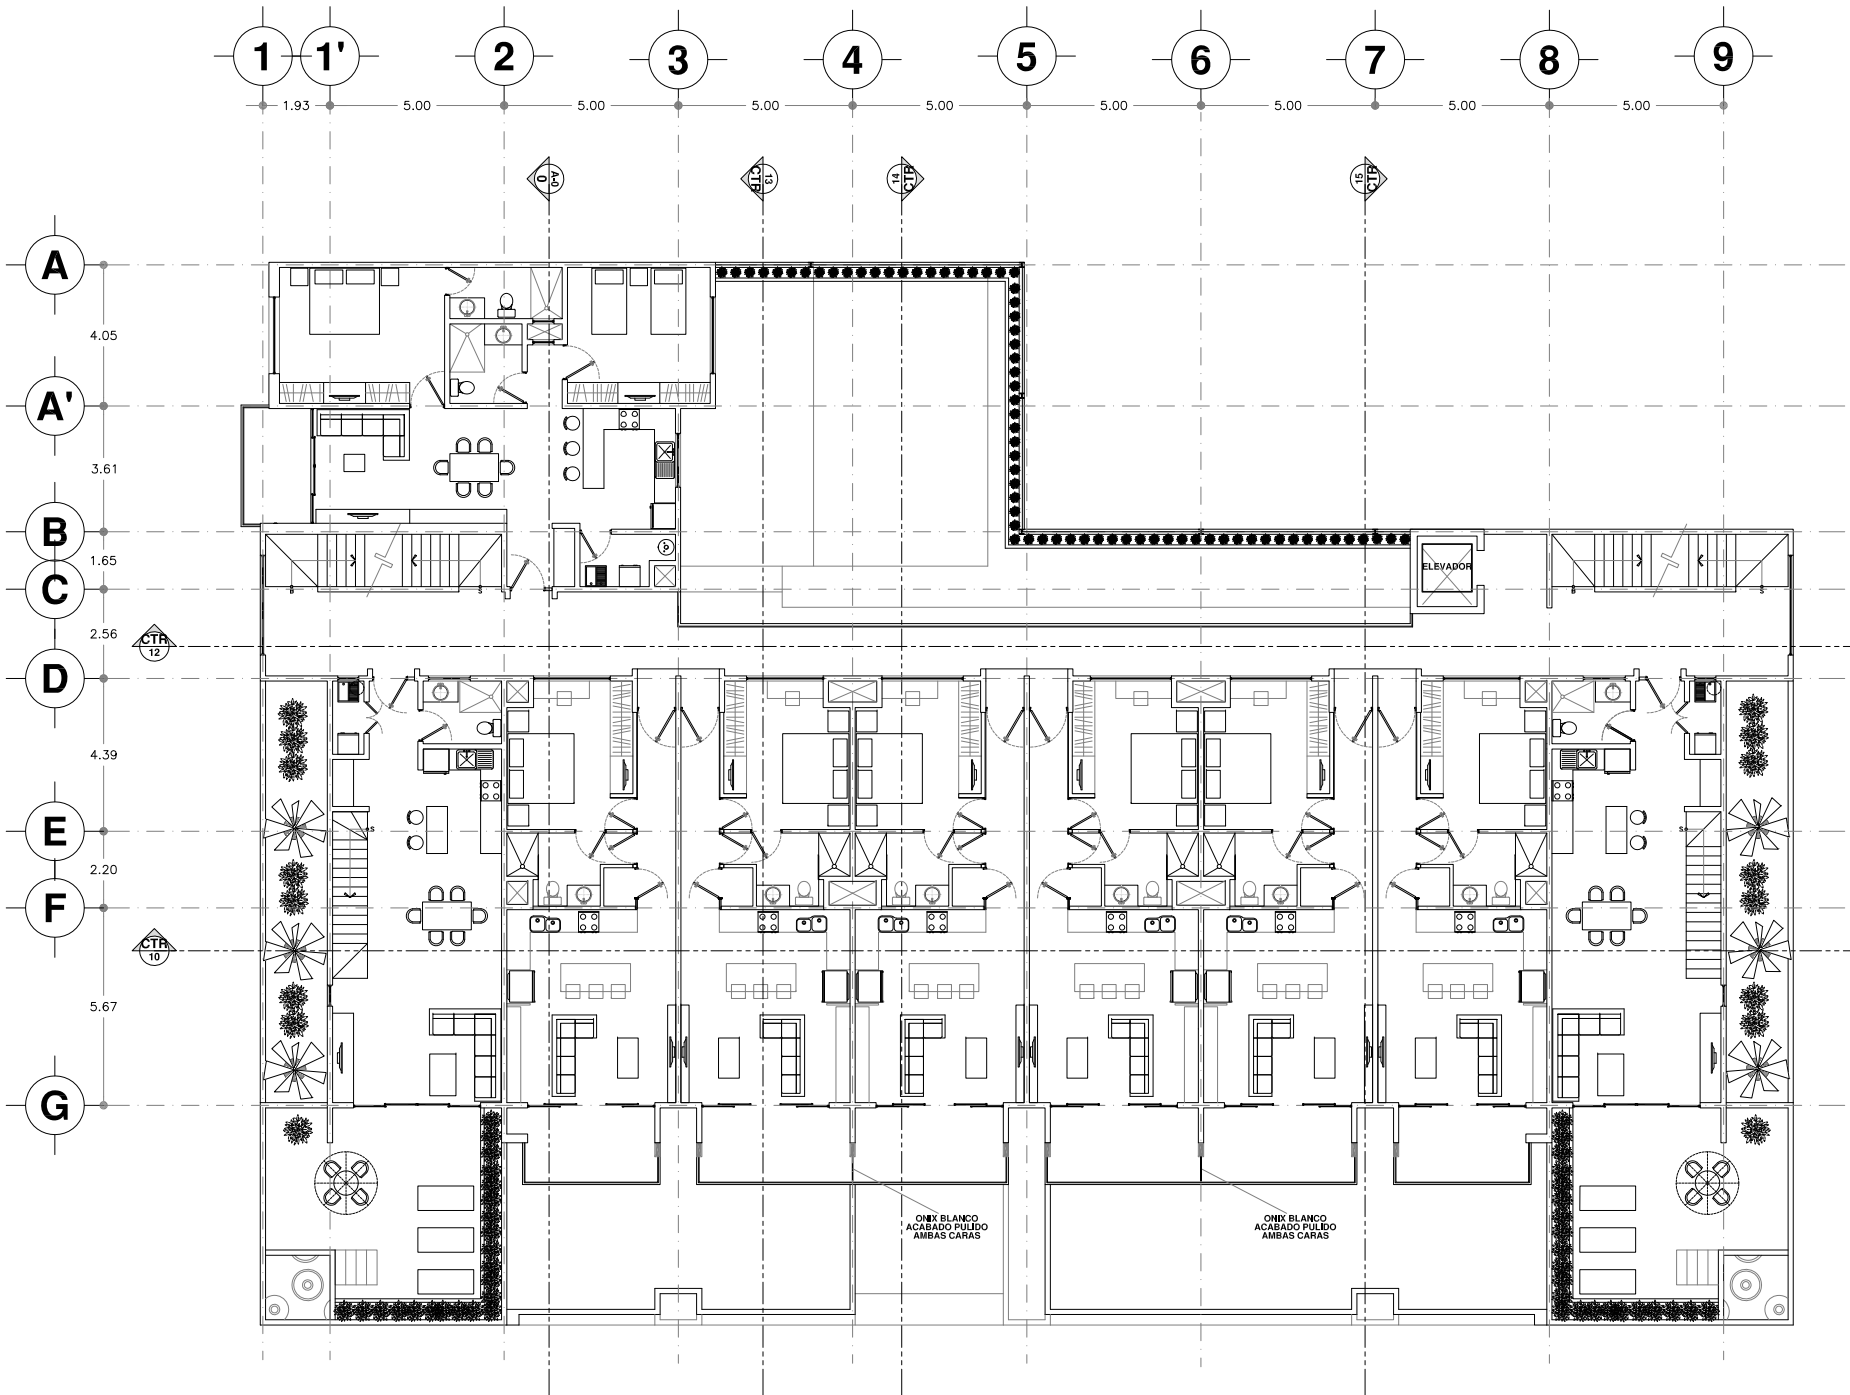 1 1' 2 3 4 5 6 7 8 9
1.93 5.00 5.00 5.00 5.00 5.00 5.00 5.00 5.00
0 A-0
CTR 13
14 CTR
15 CTR
A
4.05
A'
3.61
B
1.65
ELEVADOR
C
B S B S
2.56
CTR
12
D
4.39
E
S S
2.20
F
CTR
10
5.67
G
ONIX BLANCO
ACABADO PULIDO
AMBAS CARAS
ONIX BLANCO
ACABADO PULIDO
AMBAS CARAS